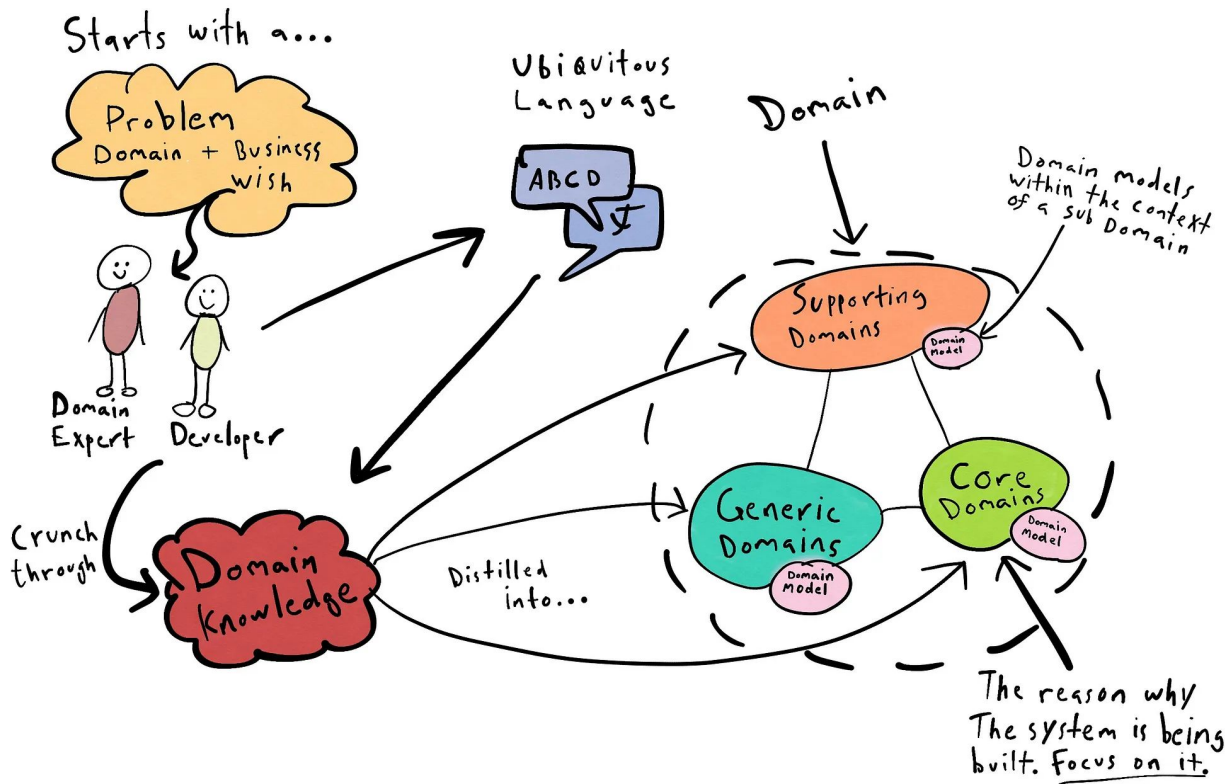 Starts with a...
Problem
Domain + Business
wish
Domain
Expert
Developer
Crunch
through
Ubiquitous
Language
ABCD
Domain
Knowledge
Distilled
into...
Domain
Domain models
within the context
of a sub Domain
Supporting
Domains
Domain
Model
Generic
Domains
Domain
Model
Core
Domains
Domain
Model
The reason why
The system is being
built. Focus on it.